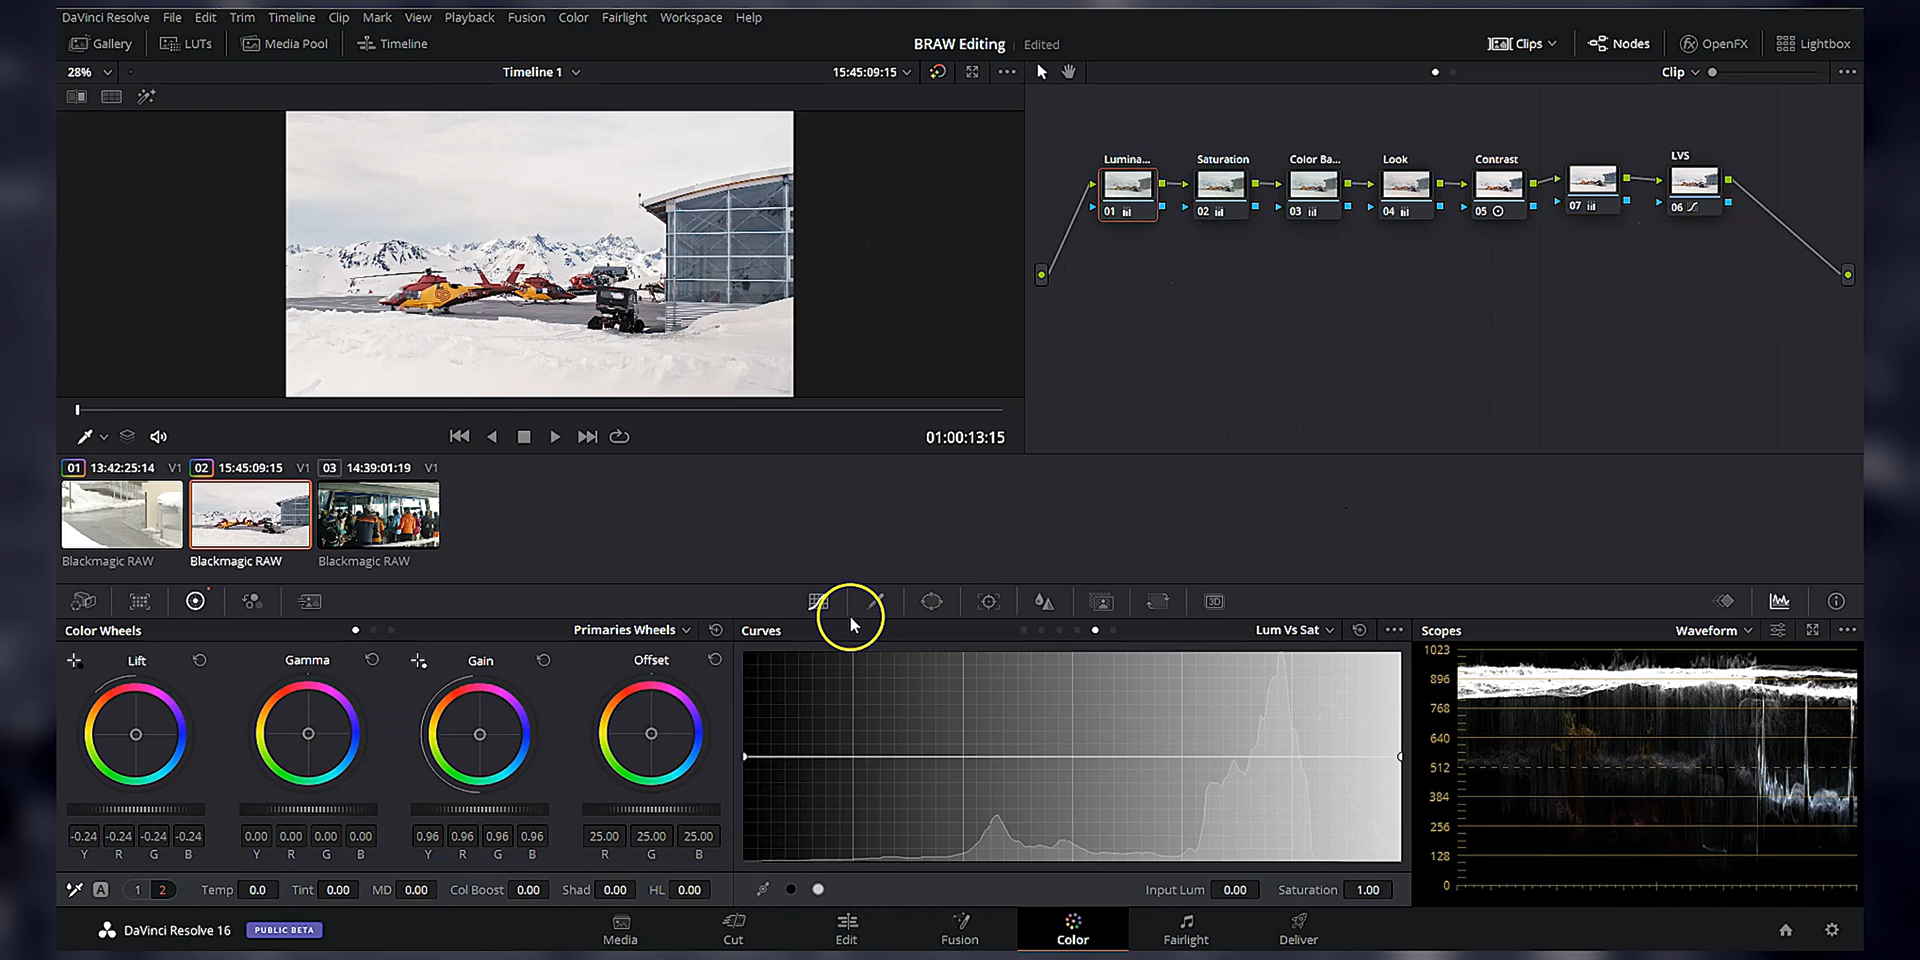 DaVinci Resolve File Edit Trim Timeline Clip Mark View Playback Fusion Color Fairlight Workspace Help
Gallery LUTs Media Pool Timeline BRAW Editing Edited Clips Nodes OpenFX Lightbox
28% Timeline 1 15:45:09:15 Clip
Lumina... Saturation Color Ba... Look Contrast LVS
01 02 03 04 05 07 06
01:00:13:15
01 13:42:25:14 V1 02 15:45:09:15 V1 03 14:39:01:19 V1
Blackmagic RAW Blackmagic RAW Blackmagic RAW
3D
Color Wheels Primaries Wheels Curves Lum Vs Sat Scopes Waveform
Lift Gamma Gain Offset
-0.24 -0.24 -0.24 -0.24 0.00 0.00 0.00 0.00 0.96 0.96 0.96 0.96 25.00 25.00 25.00
Y R G B Y R G B Y R G B R G B
1023
896
768
640
512
384
256
128
0
A 1 2 Temp 0.0 Tint 0.00 MD 0.00 Col Boost 0.00 Shad 0.00 HL 0.00 Input Lum 0.00 Saturation 1.00
DaVinci Resolve 16 PUBLIC BETA Media Cut Edit Fusion Color Fairlight Deliver